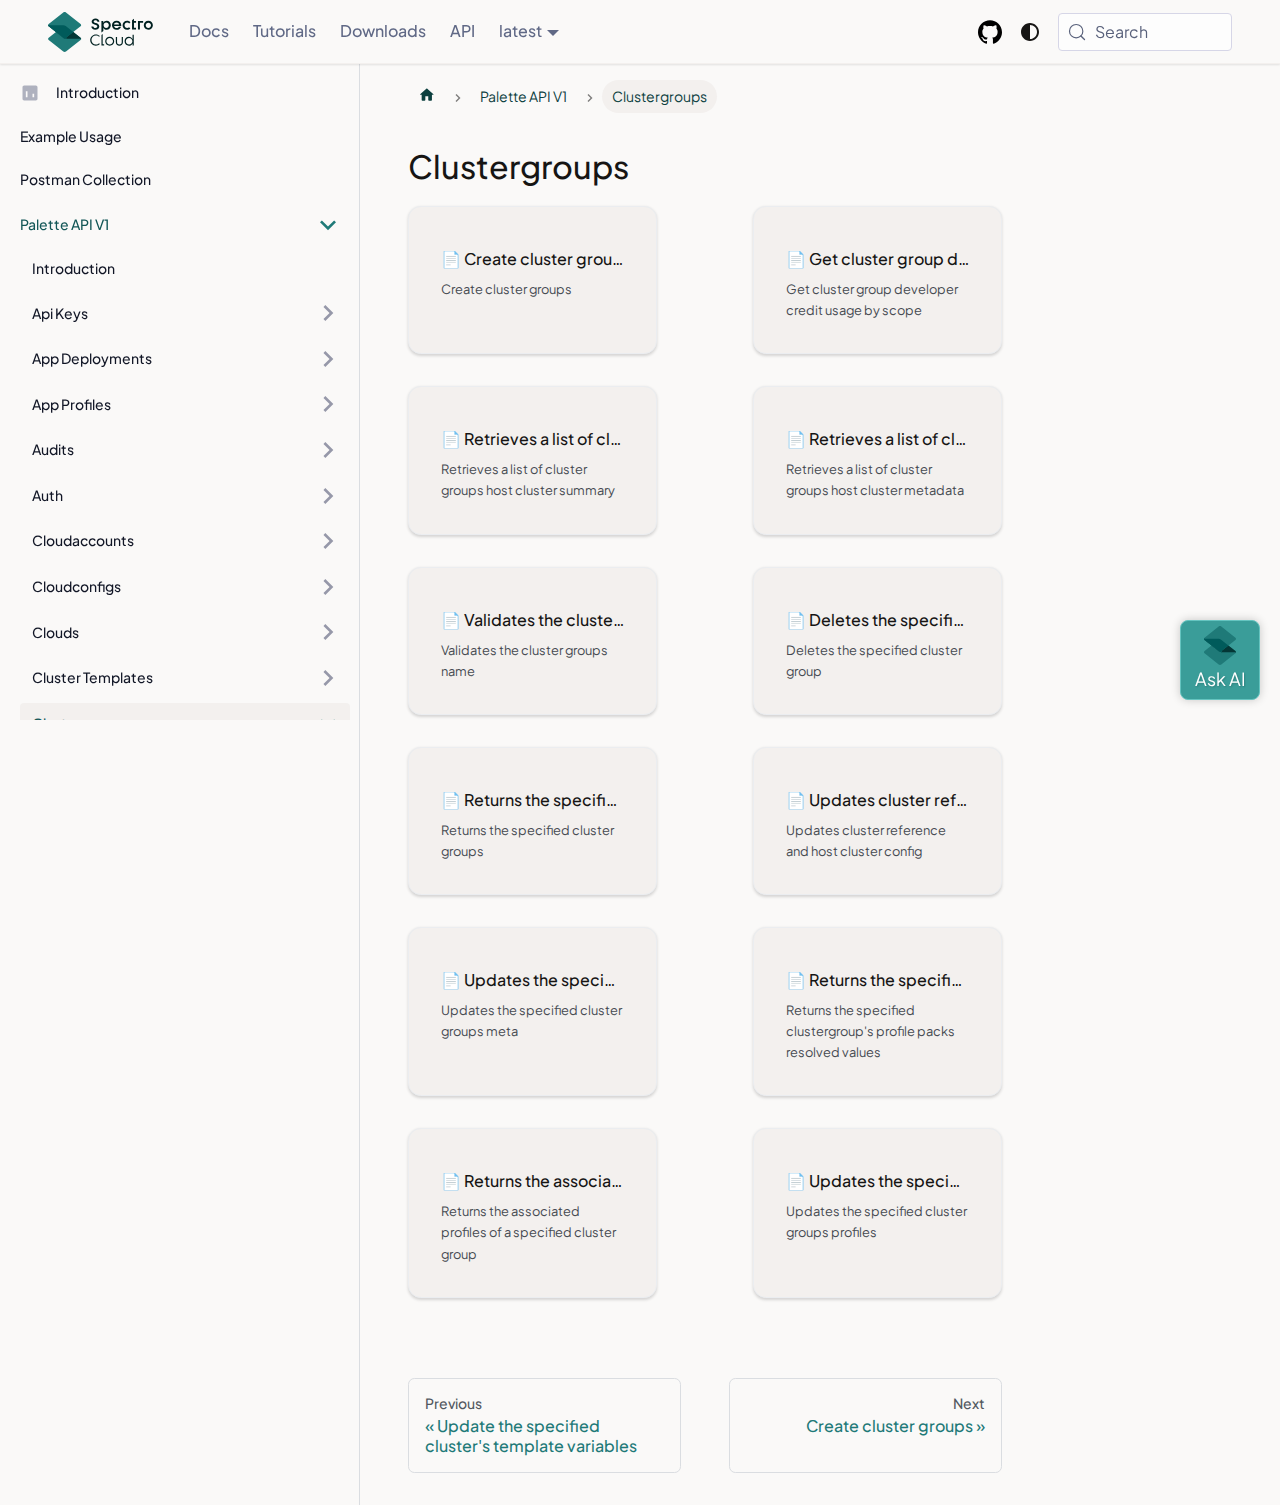 Spectro Cloud
Docs
Tutorials
Downloads
API
latest
Search
Introduction
Example Usage
Postman Collection
Palette API V1
Introduction
Api Keys
App Deployments
App Profiles
Audits
Auth
Cloudaccounts
Cloudconfigs
Clouds
Cluster Templates
Palette API V1
Clustergroups
Clustergroups
Create cluster grou…
Create cluster groups
Get cluster group d…
Get cluster group developer
credit usage by scope
Retrieves a list of cl…
Retrieves a list of cluster
groups host cluster summary
Retrieves a list of cl…
Retrieves a list of cluster
groups host cluster metadata
Validates the cluste…
Validates the cluster groups
name
Deletes the specifi…
Deletes the specified cluster
group
Returns the specifi…
Returns the specified cluster
groups
Updates cluster ref…
Updates cluster reference
and host cluster config
Updates the speci…
Updates the specified cluster
groups meta
Returns the specifi…
Returns the specified
clustergroup's profile packs
resolved values
Returns the associa…
Returns the associated
profiles of a specified cluster
group
Updates the speci…
Updates the specified cluster
groups profiles
Ask AI
Previous
« Update the specified
cluster's template variables
Next
Create cluster groups »